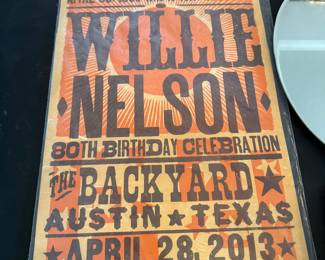 WILLIE
NELSON
80TH BIRTHDAY CELEBRATION
THE BACKYARD
AUSTIN ★ TEXAS
★ APRIL 28, 2013 ★